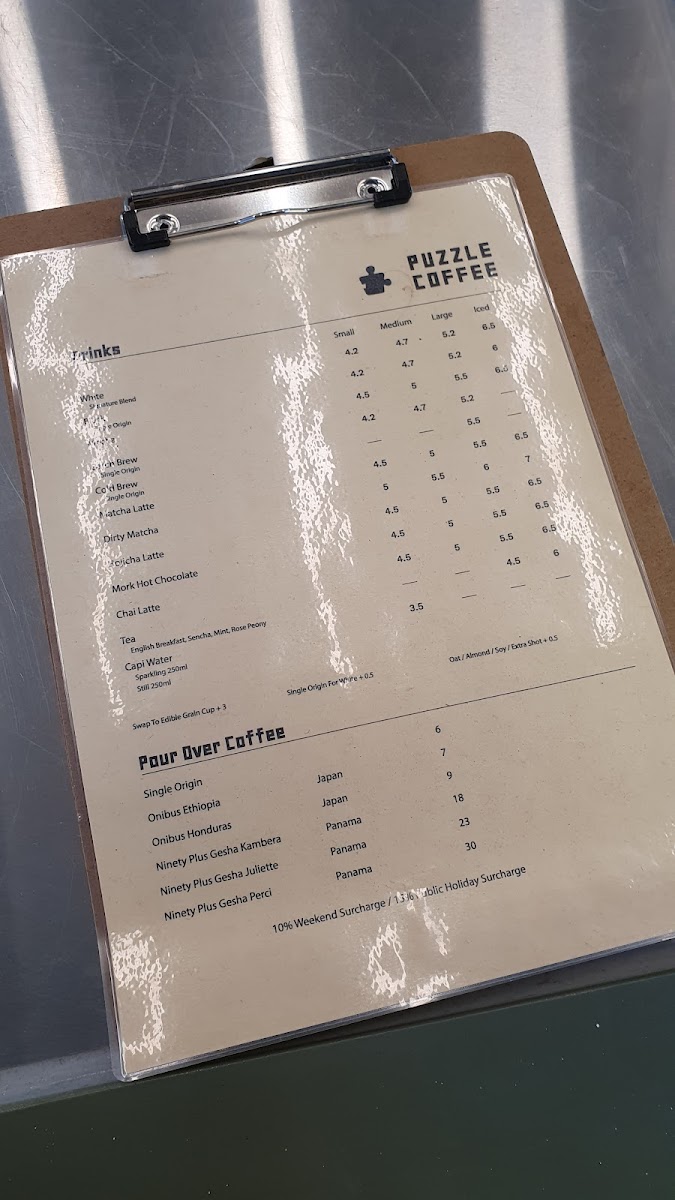 PUZZLE
COFFEE
Drinks Small Medium Large Iced
White 4.2 4.7 5.2 6.5
Signature Blend
4.2 4.7 5.2 6
Origin
4.5 5 5.5 6.5
Brew 4.2 4.7 5.2 —
Single Origin
Cold Brew — — 5.5
Single Origin
Matcha Latte 4.5 5 5.5 6.5
Dirty Matcha 5 5.5 6 7
Hojicha Latte 4.5 5 5.5 6.5
Mork Hot Chocolate 4.5 5 5.5 6.5
Chai Latte 4.5 5 5.5 6.5
Tea — — 4.5 6
English Breakfast, Sencha, Mint, Rose Peony
Capi Water 3.5 — — —
Sparkling 250ml
Still 250ml
Swap To Edible Grain Cup + 3 Single Origin For White + 0.5 Oat / Almond / Soy / Extra Shot + 0.5
Pour Over Coffee
Single Origin 6
Onibus Ethiopia Japan 7
Onibus Honduras Japan 9
Ninety Plus Gesha Kambera Panama 18
Ninety Plus Gesha Juliette Panama 23
Ninety Plus Gesha Perci Panama 30
10% Weekend Surcharge / 15% Public Holiday Surcharge